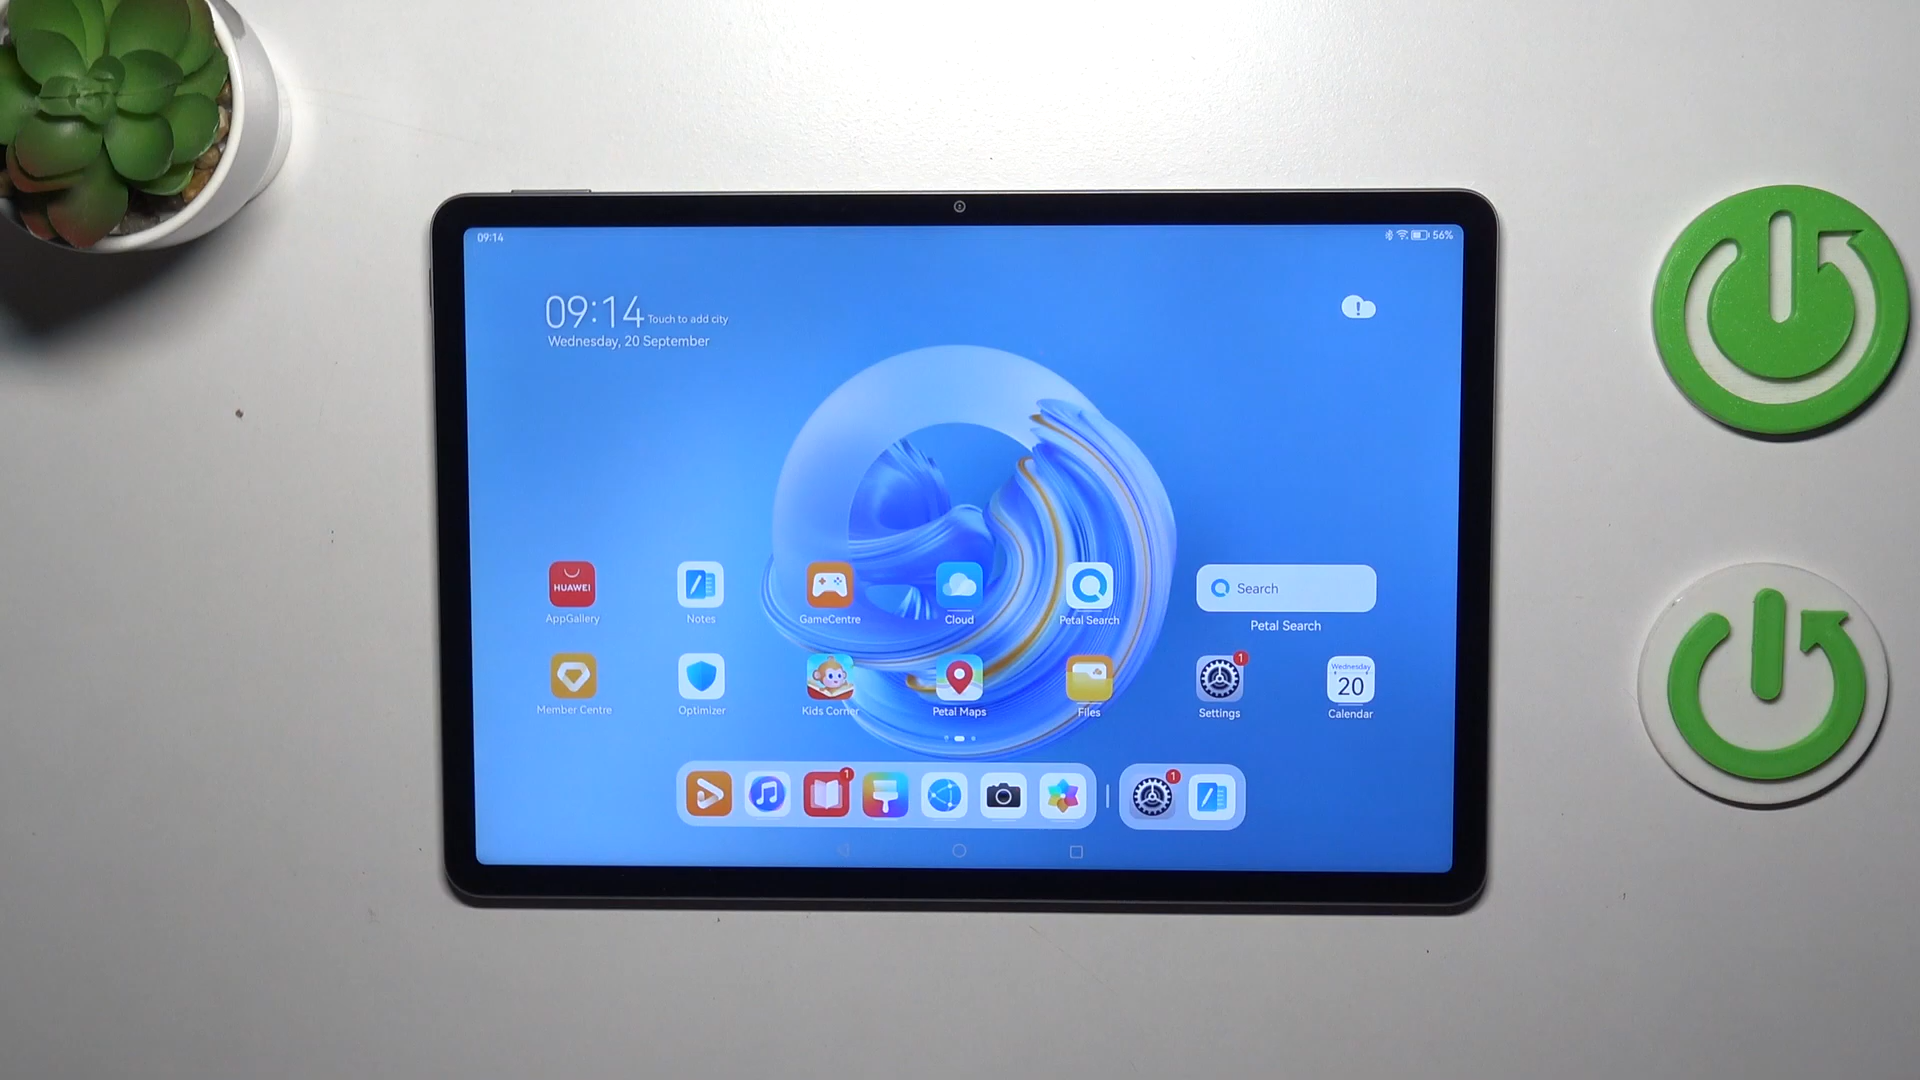 09:14
56%
09:14 Touch to add city
Wednesday, 20 September
HUAWEI
AppGallery
Notes
GameCentre
Cloud
Petal Search
Search
Petal Search
Member Centre
Optimizer
Kids Corner
Petal Maps
Files
1
Settings
Wednesday
20
Calendar
1
1